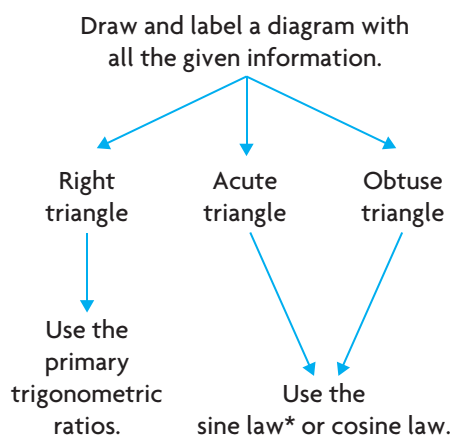 Draw and label a diagram with
all the given information.
Right
triangle
Acute
triangle
Obtuse
triangle
Use the
primary
trigonometric
ratios.
Use the
sine law* or cosine law.